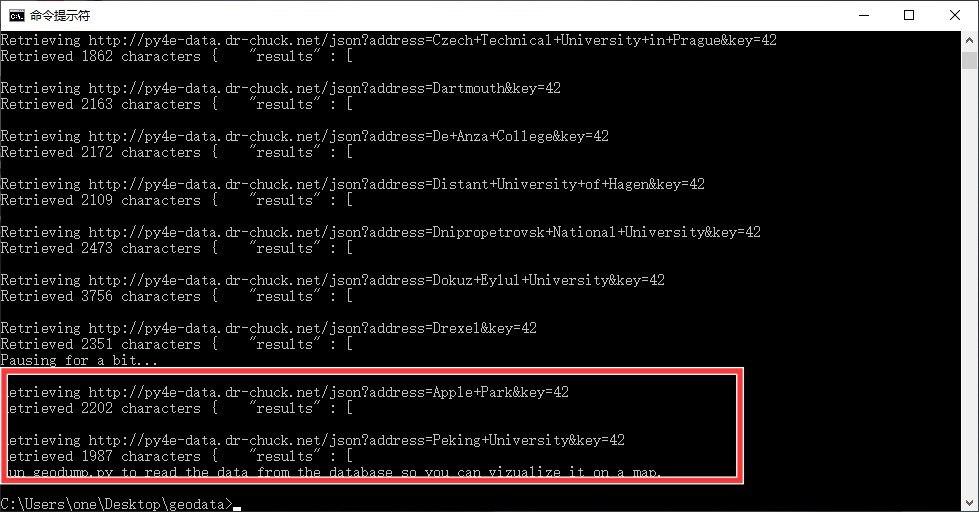 命令提示符
Retrieving http://py4e-data.dr-chuck.net/json?address=Czech+Technical+University+in+Prague&key=42
Retrieved 1862 characters {    "results" : [
Retrieving http://py4e-data.dr-chuck.net/json?address=Dartmouth&key=42
Retrieved 2163 characters {    "results" : [
Retrieving http://py4e-data.dr-chuck.net/json?address=De+Anza+College&key=42
Retrieved 2172 characters {    "results" : [
Retrieving http://py4e-data.dr-chuck.net/json?address=Distant+University+of+Hagen&key=42
Retrieved 2109 characters {    "results" : [
Retrieving http://py4e-data.dr-chuck.net/json?address=Dnipropetrovsk+National+University&key=42
Retrieved 2473 characters {    "results" : [
Retrieving http://py4e-data.dr-chuck.net/json?address=Dokuz+Eylul+University&key=42
Retrieved 3756 characters {    "results" : [
Retrieving http://py4e-data.dr-chuck.net/json?address=Drexel&key=42
Retrieved 2351 characters {    "results" : [
Pausing for a bit...
etrieving http://py4e-data.dr-chuck.net/json?address=Apple+Park&key=42
etrieved 2202 characters {    "results" : [
etrieving http://py4e-data.dr-chuck.net/json?address=Peking+University&key=42
etrieved 1987 characters {    "results" : [
un geodump.py to read the data from the database so you can vizualize it on a map.
C:\Users\one\Desktop\geodata>